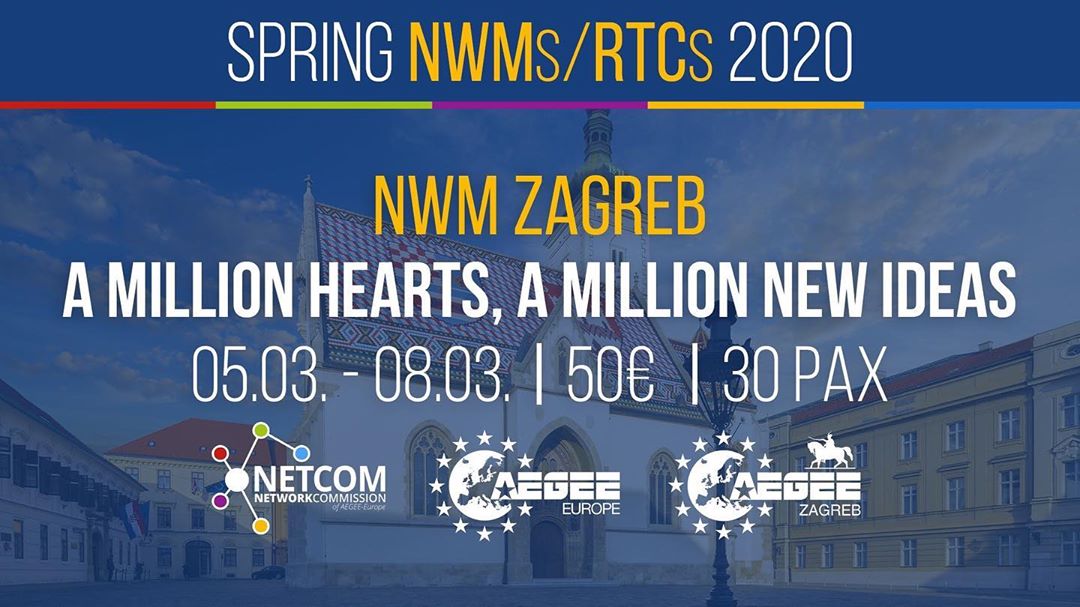 SPRING NWMs/RTCs 2020
NWM ZAGREB
A MILLION HEARTS, A MILLION NEW IDEAS
05.03. - 08.03. | 50€ | 30 PAX
NETCOM
NETWORKCOMMISSION
of AEGEE-Europe
AEGEE
EUROPE
AEGEE
ZAGREB